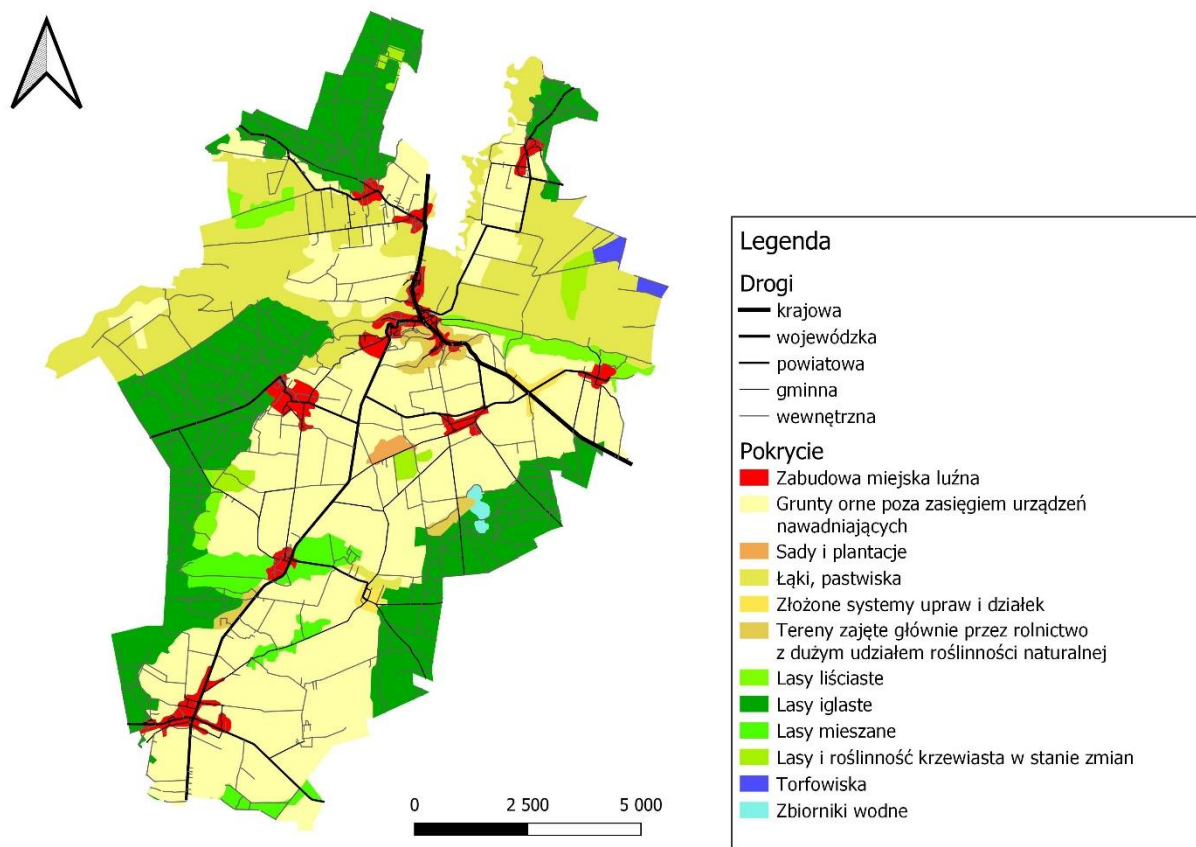 Legenda
Drogi
krajowa
wojewódzka
powiatowa
gminna
wewnętrzna
Pokrycie
Zabudowa miejska luźna
Grunty orne poza zasięgiem urządzeń
nawadniających
Sady i plantacje
Łąki, pastwiska
Złożone systemy upraw i działek
Tereny zajęte głównie przez rolnictwo
z dużym udziałem roślinności naturalnej
Lasy liściaste
Lasy iglaste
Lasy mieszane
Lasy i roślinność krzewiasta w stanie zmian
Torfowiska
Zbiorniki wodne
0 2 500 5 000